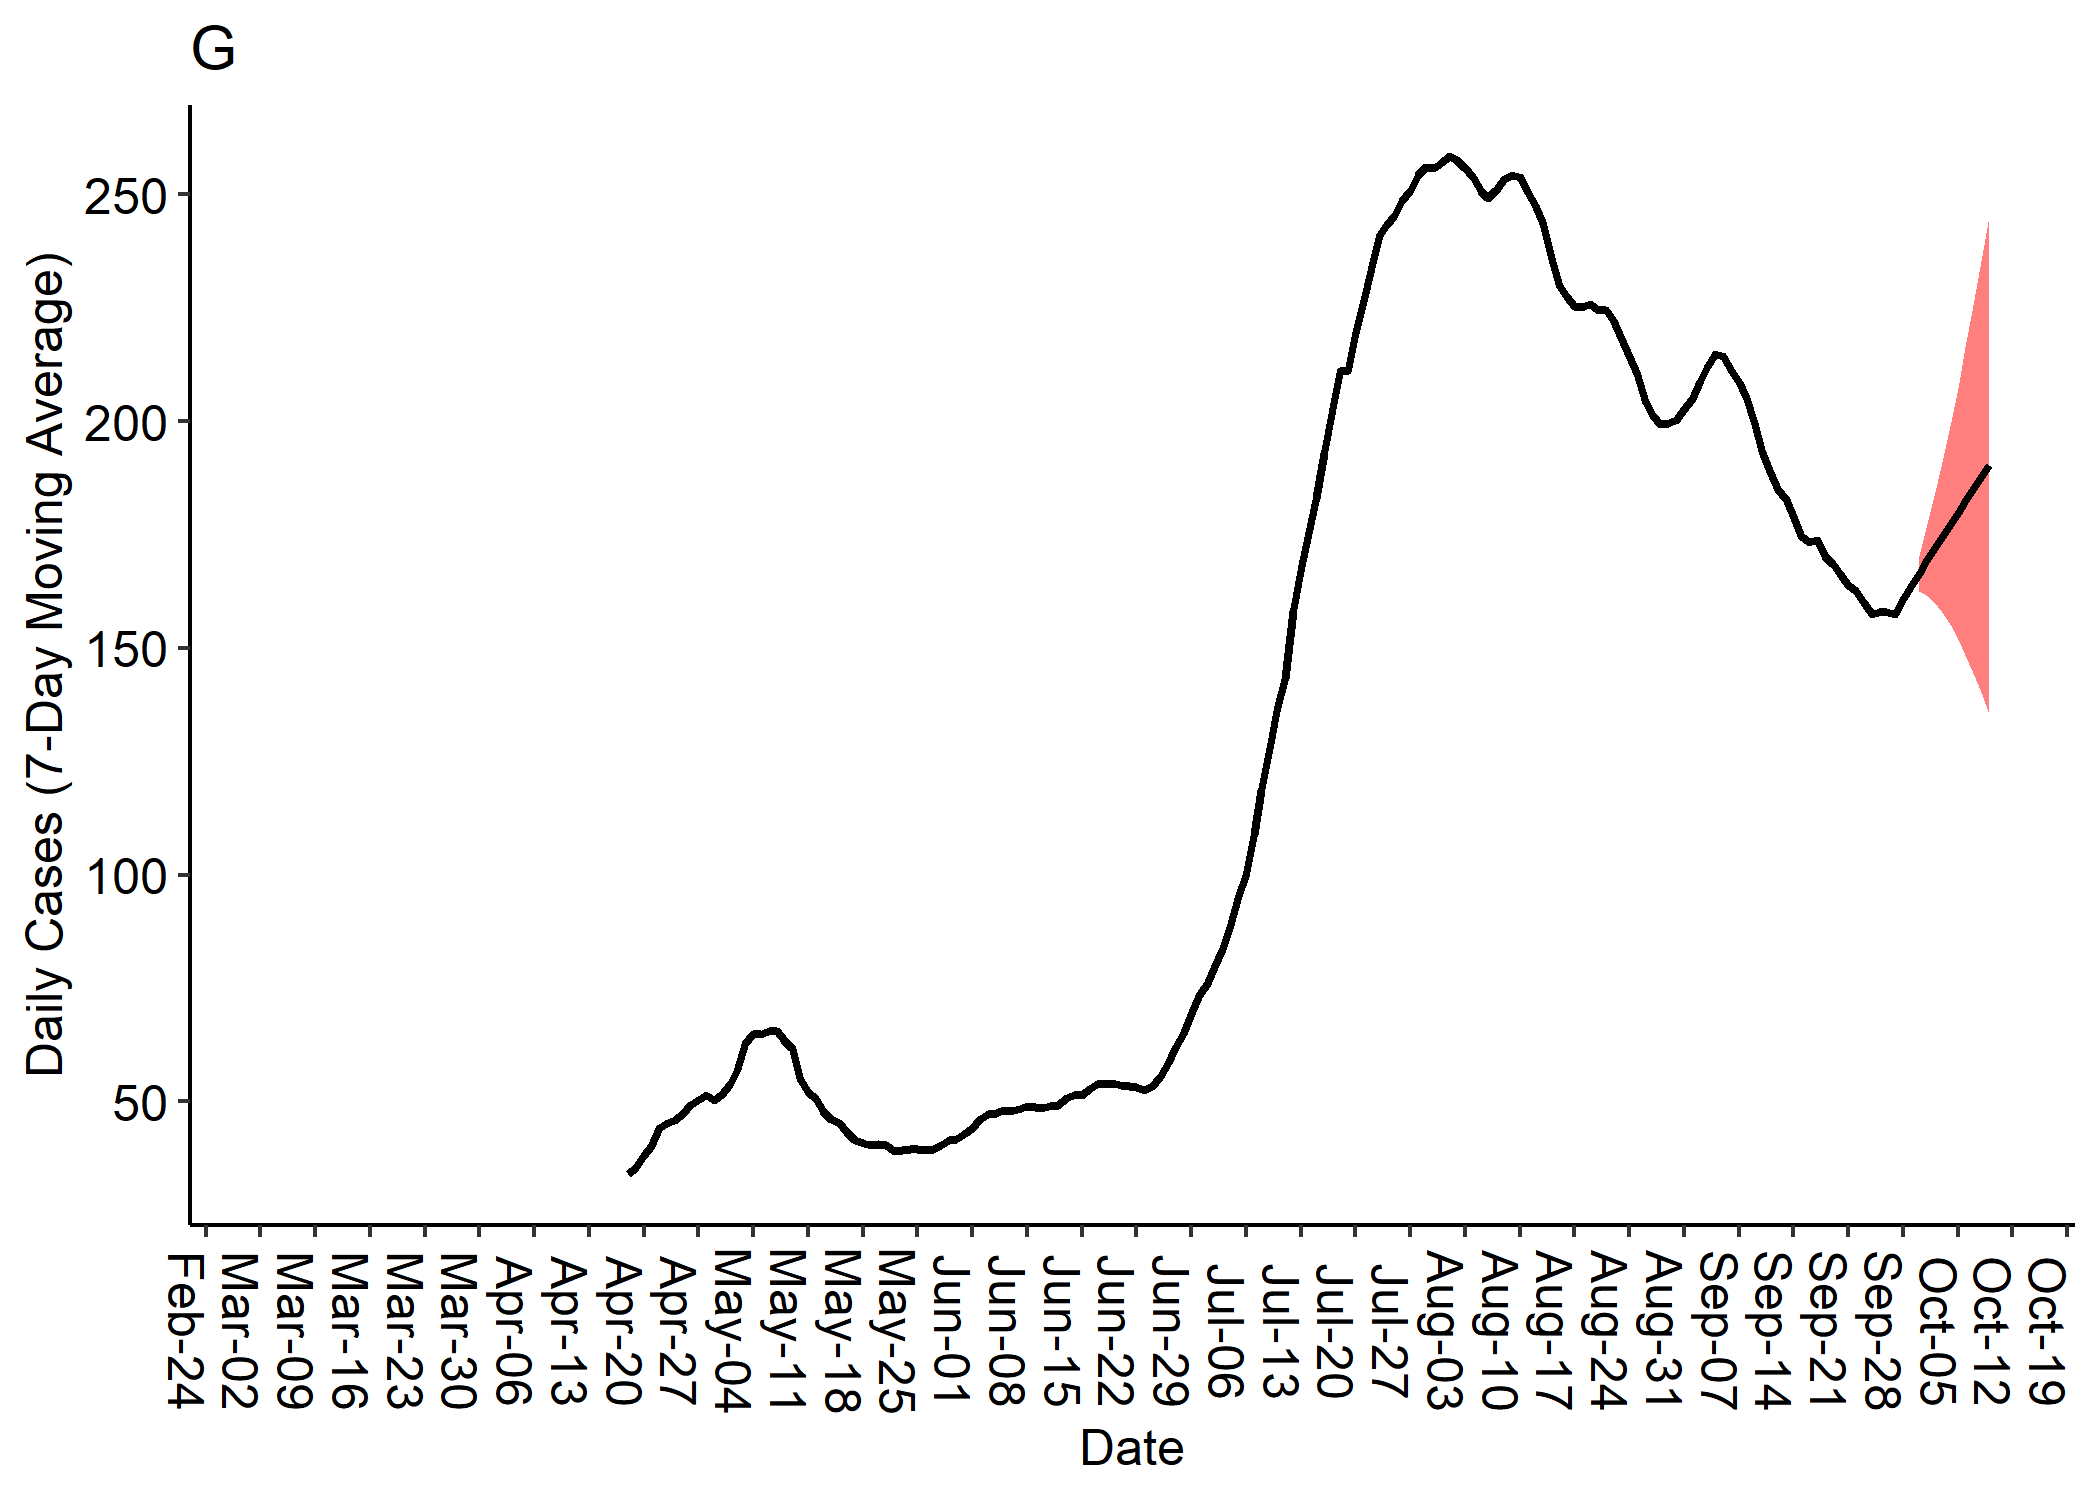 G
Daily Cases (7-Day Moving Average)
250
200
150
100
50
Feb-24
Mar-02
Mar-09
Mar-16
Mar-23
Mar-30
Apr-06
Apr-13
Apr-20
Apr-27
May-04
May-11
May-18
May-25
Jun-01
Jun-08
Jun-15
Jun-22
Jun-29
Jul-06
Jul-13
Jul-20
Jul-27
Aug-03
Aug-10
Aug-17
Aug-24
Aug-31
Sep-07
Sep-14
Sep-21
Sep-28
Oct-05
Oct-12
Oct-19
Date